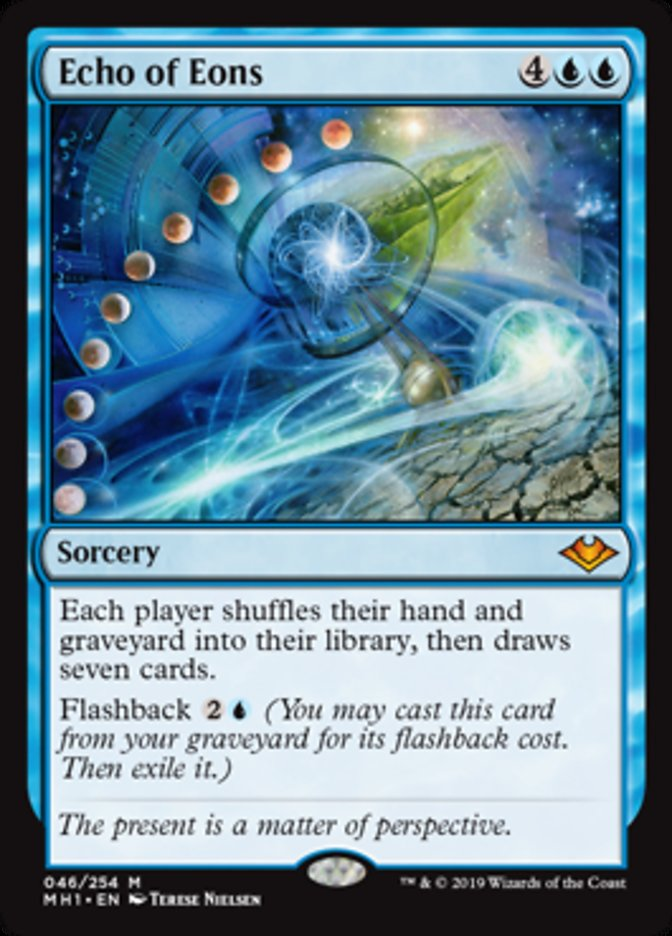 Echo of Eons 4
Sorcery
Each player shuffles their hand and
graveyard into their library, then draws
seven cards.
Flashback 2 (You may cast this card
from your graveyard for its flashback cost.
Then exile it.)
The present is a matter of perspective.
046/254 M
MH1 • EN Terese Nielsen
™ & © 2019 Wizards of the Coast